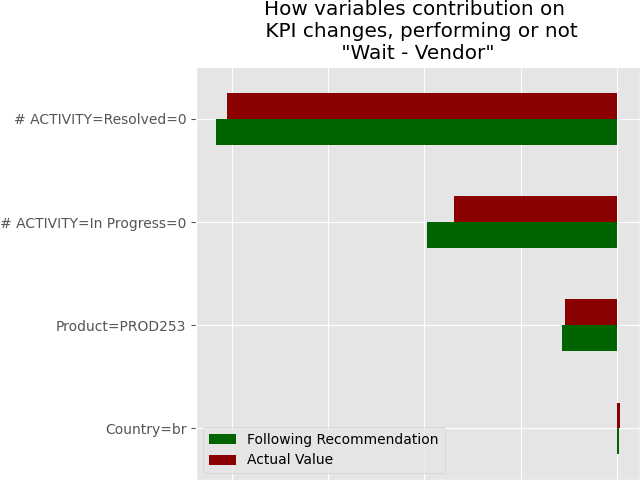 How variables contribution on
KPI changes, performing or not
"Wait - Vendor"
# ACTIVITY=Resolved=0
# ACTIVITY=In Progress=0
Product=PROD253
Country=br
Following Recommendation
Actual Value